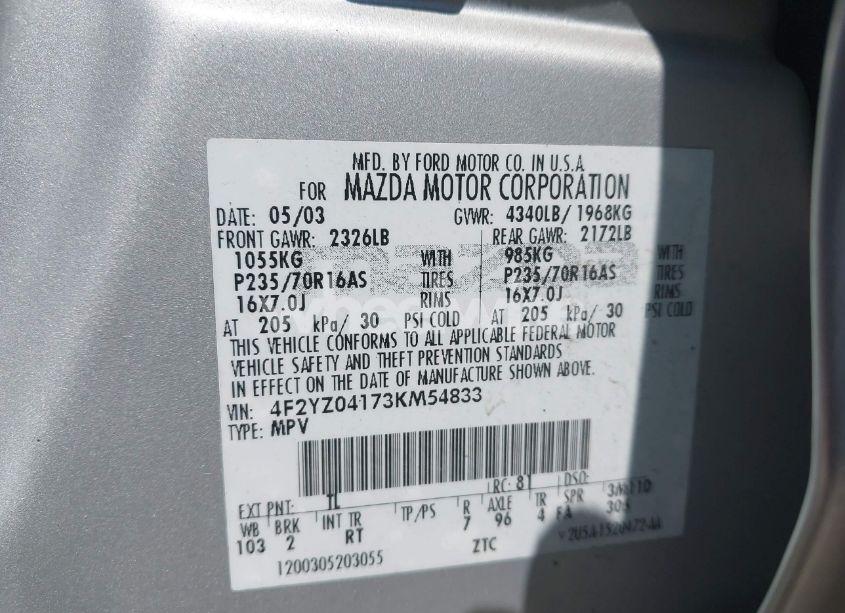 MFD. BY FORD MOTOR CO. IN U.S.A
FOR MAZDA MOTOR CORPORATION
DATE: 05/03 GVWR: 4340LB/ 1968KG
FRONT GAWR: 2326LB REAR GAWR: 2172LB
1055KG WITH 985KG WITH
P235/70R16AS TIRES P235/70R16AS TIRES
16X7.0J RIMS 16X7.0J RIMS
AT 205 kPa/ 30 PSI COLD AT 205 kPa/ 30 PSI COLD
THIS VEHICLE CONFORMS TO ALL APPLICABLE FEDERAL MOTOR
VEHICLE SAFETY AND THEFT PREVENTION STANDARDS
IN EFFECT ON THE DATE OF MANUFACTURE SHOWN ABOVE.
VIN: 4F2YZ04173KM54833
TYPE: MPV
EXT PNT: TL RC: 81 DSO:
WB BRK INT TR TP/PS R AXLE TR SPR
103 2 RT 7 96 4 FA
1200305203055 ZTC